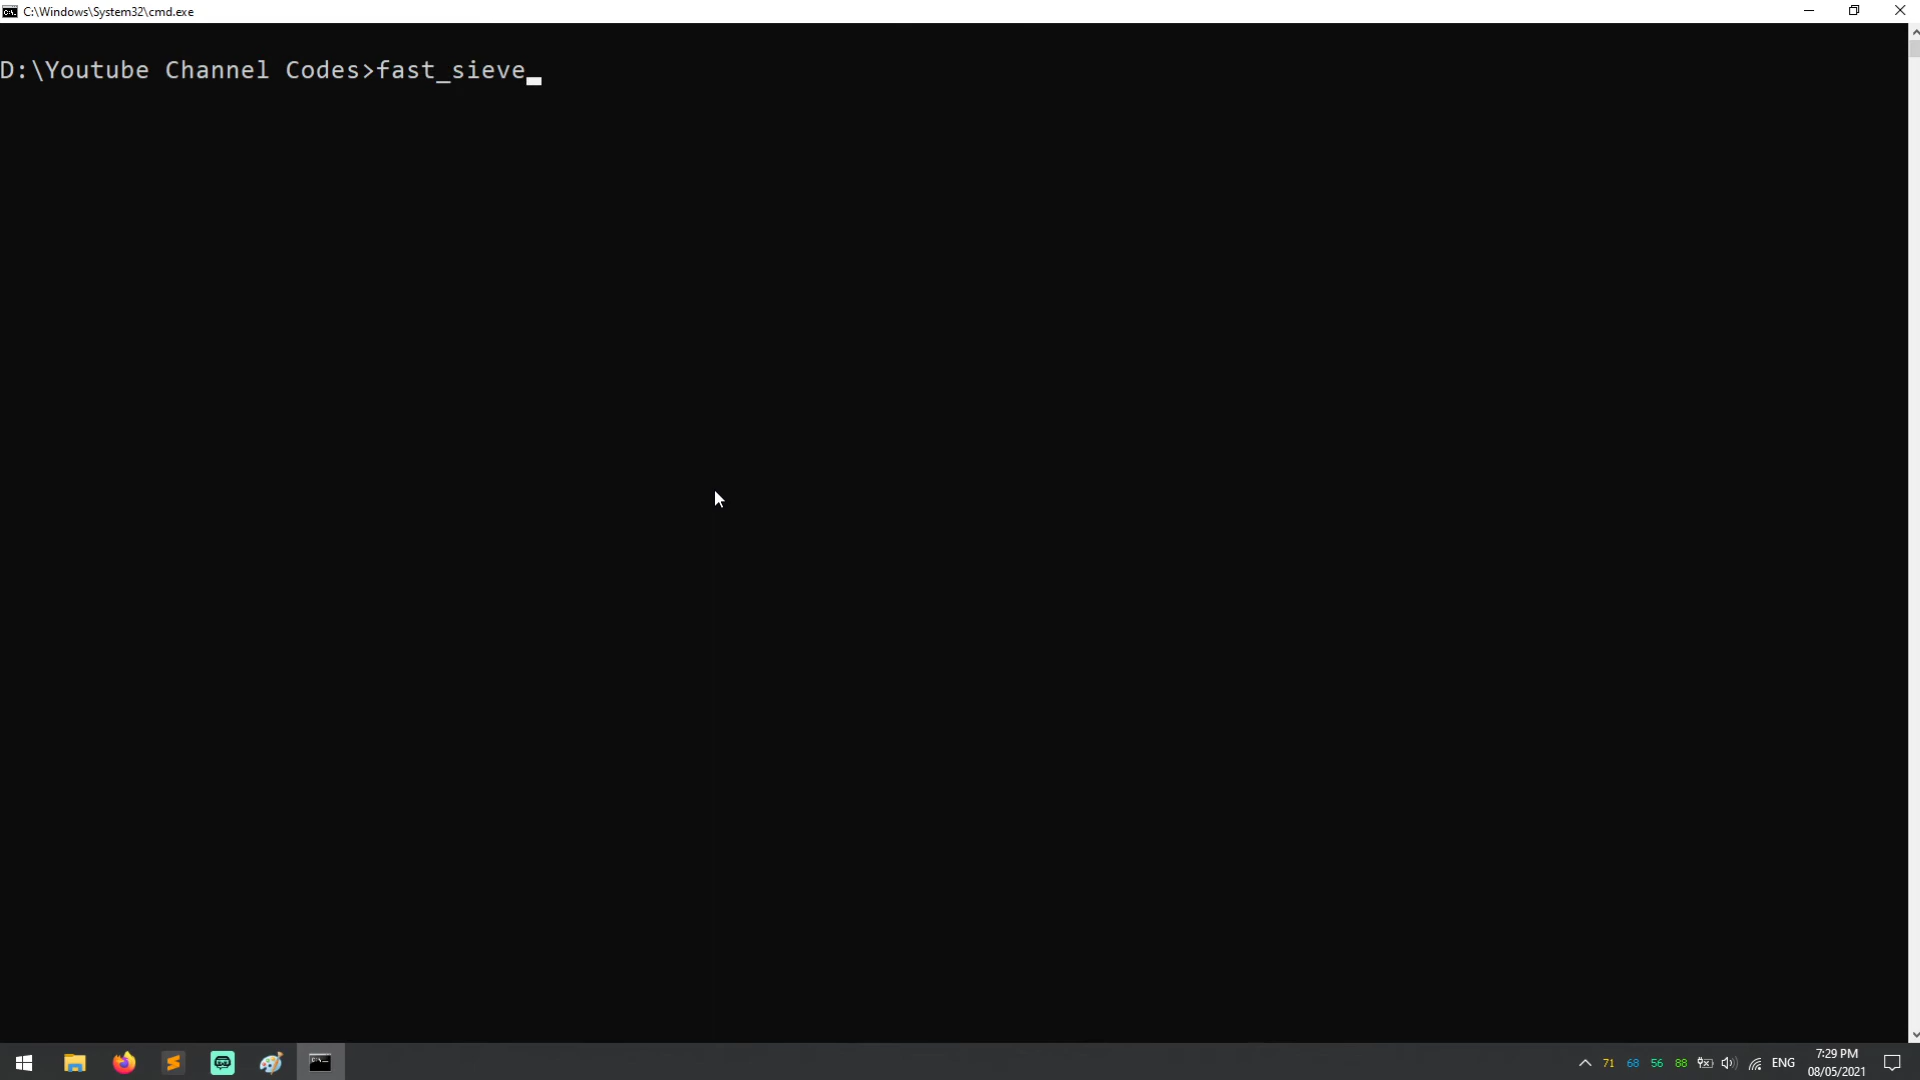 C:\Windows\System32\cmd.exe
D:\Youtube Channel Codes>fast_sieve
71 68 56 88 ENG 7:29 PM
08/05/2021